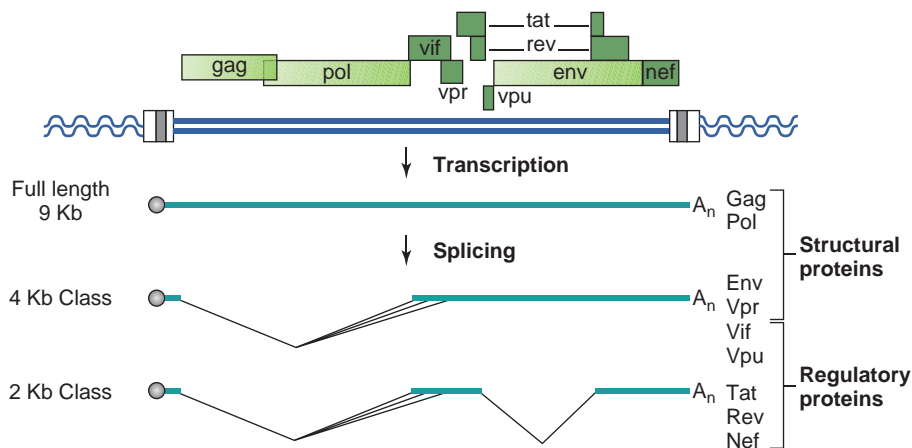 tat
rev
gag
pol
vif
vpr
vpu
env
nef
Transcription
Full length
9 Kb
An
Gag
Pol
Splicing
Structural
proteins
4 Kb Class
An
Env
Vpr
Vif
Vpu
2 Kb Class
An
Tat
Rev
Nef
Regulatory
proteins